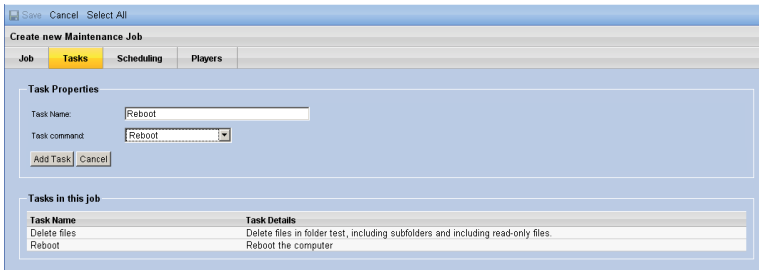 Save Cancel Select All
Create new Maintenance Job
Job Tasks Scheduling Players
Task Properties
Task Name: Reboot
Task command: Reboot
Add Task Cancel
Tasks in this job
Task Name Task Details
Delete files Delete files in folder test, including subfolders and including read-only files.
Reboot Reboot the computer